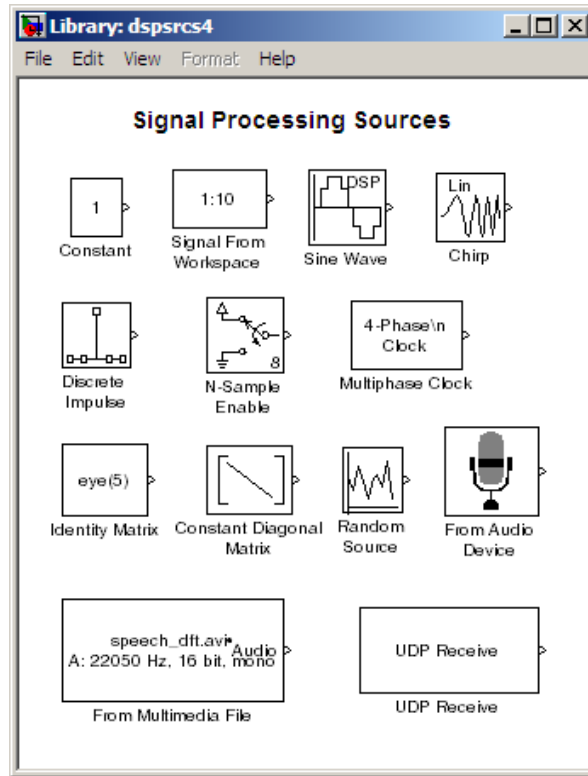 Library: dspsrcs4
File Edit View Format Help
Signal Processing Sources
1
Constant
1:10
Signal From
Workspace
DSP
Sine Wave
Lin
Chirp
Discrete
Impulse
8
N-Sample
Enable
4-Phase\n
Clock
Multiphase Clock
eye(5)
Identity Matrix
Constant Diagonal
Matrix
Random
Source
From Audio
Device
speech_dft.avi
Audio
A: 22050 Hz, 16 bit, mono
From Multimedia File
UDP Receive
UDP Receive